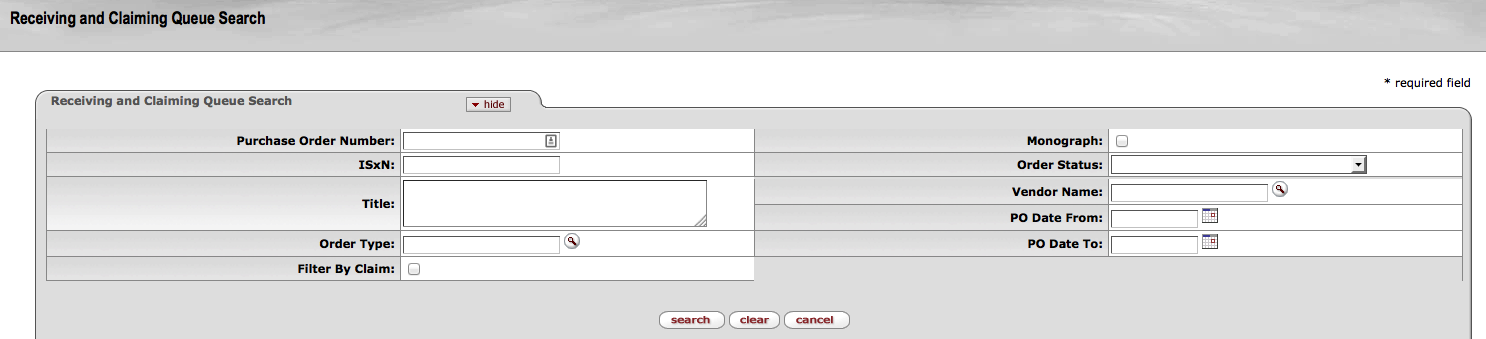 Receiving and Claiming Queue Search
* required field
Receiving and Claiming Queue Search
hide
Purchase Order Number:
Monograph:
ISxN:
Order Status:
Title:
Vendor Name:
PO Date From:
Order Type:
PO Date To:
Filter By Claim:
search clear cancel